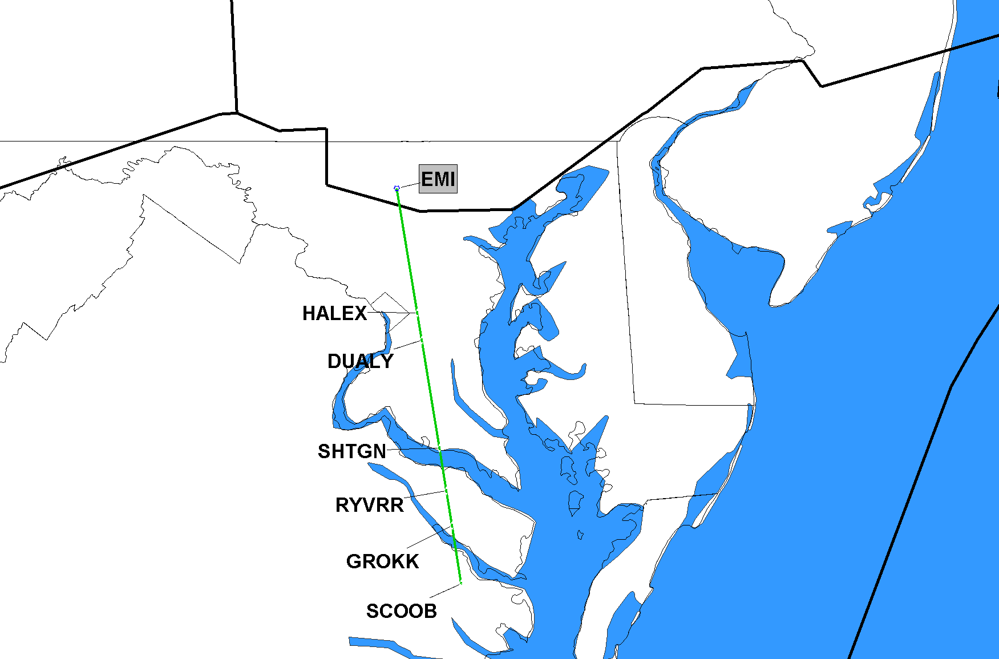 EMI
HALEX
DUALY
SHTGN
RYVRR
GROKK
SCOOB